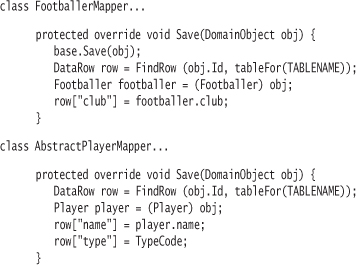 class FootballerMapper...
protected override void Save(DomainObject obj) {
base.Save(obj);
DataRow row = FindRow (obj.Id, tableFor(TABLENAME));
Footballer footballer = (Footballer) obj;
row["club"] = footballer.club;
}
class AbstractPlayerMapper...
protected override void Save(DomainObject obj) {
DataRow row = FindRow (obj.Id, tableFor(TABLENAME));
Player player = (Player) obj;
row["name"] = player.name;
row["type"] = TypeCode;
}